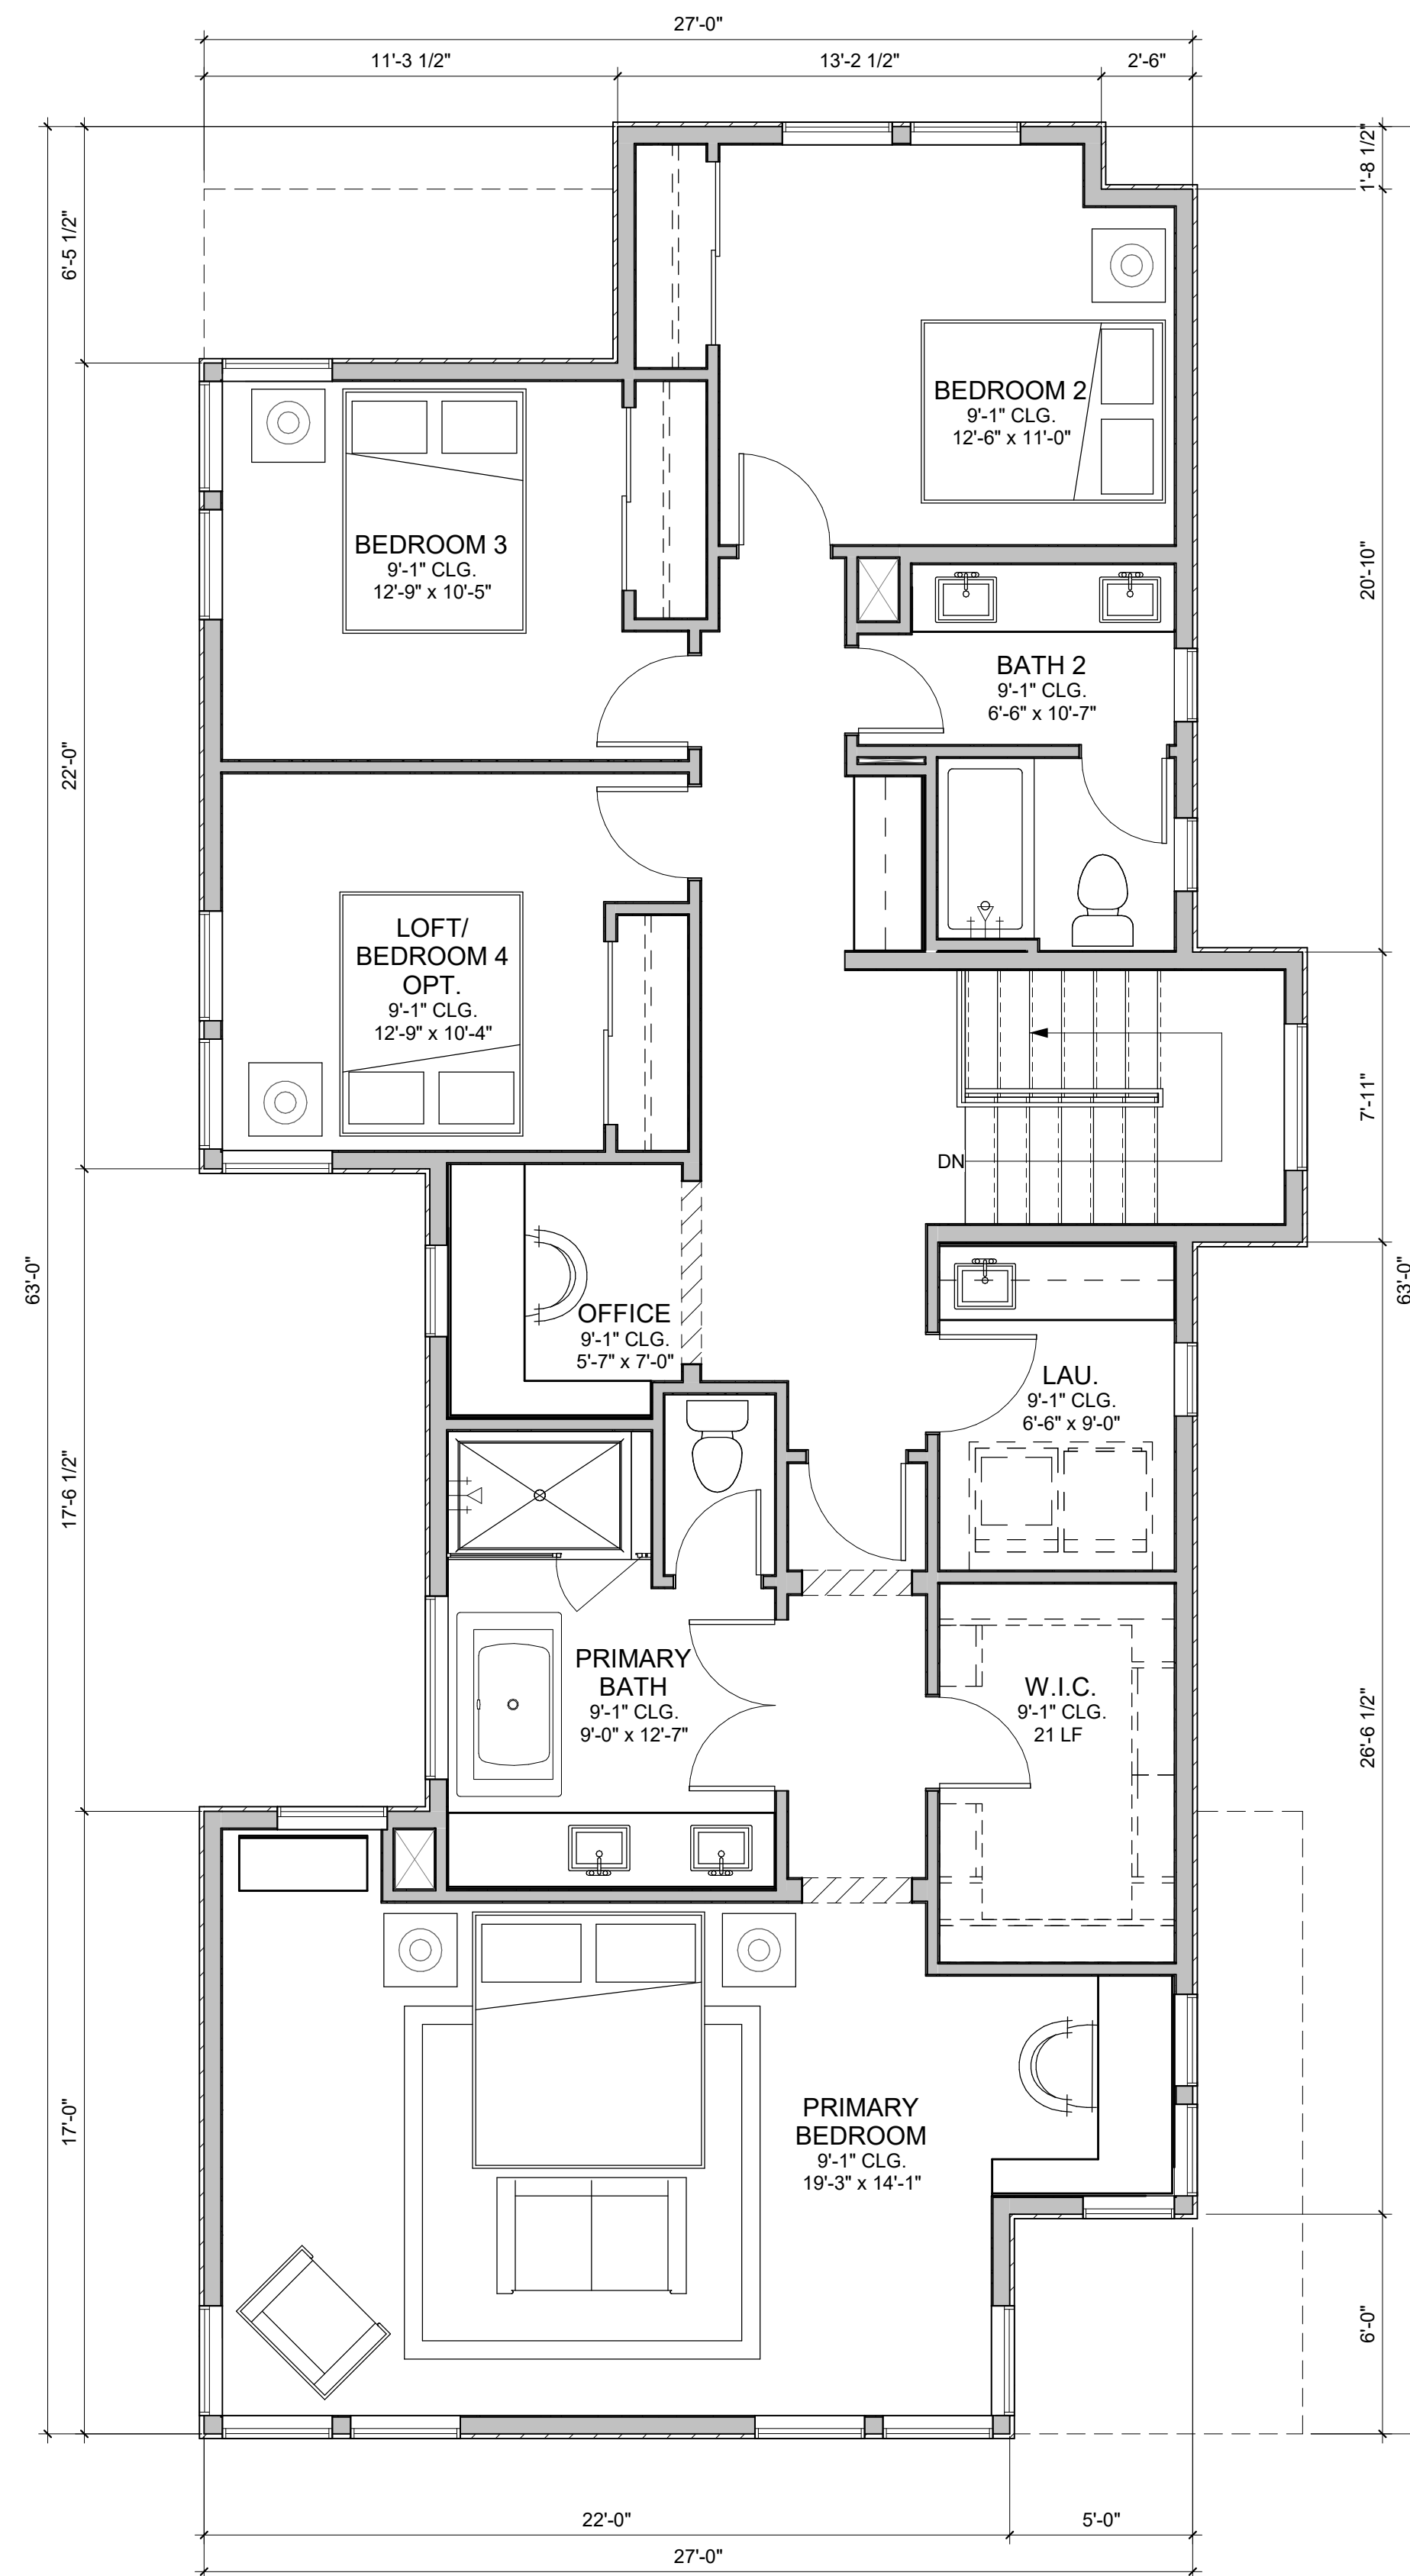 27'-0"
11'-3 1/2"
13'-2 1/2"
2'-6"
1'-8 1/2"
6'-5 1/2"
BEDROOM 2
9'-1" CLG.
12'-6" x 11'-0"
BEDROOM 3
9'-1" CLG.
12'-9" x 10'-5"
20'-10"
BATH 2
9'-1" CLG.
6'-6" x 10'-7"
22'-0"
LOFT/
BEDROOM 4
OPT.
9'-1" CLG.
12'-9" x 10'-4"
7'-11"
DN
63'-0"
63'-0"
OFFICE
9'-1" CLG.
5'-7" x 7'-0"
LAU.
9'-1" CLG.
6'-6" x 9'-0"
17'-6 1/2"
PRIMARY
BATH
9'-1" CLG.
9'-0" x 12'-7"
W.I.C.
9'-1" CLG.
21 LF
26'-6 1/2"
17'-0"
PRIMARY
BEDROOM
9'-1" CLG.
19'-3" x 14'-1"
6'-0"
22'-0"
5'-0"
27'-0"